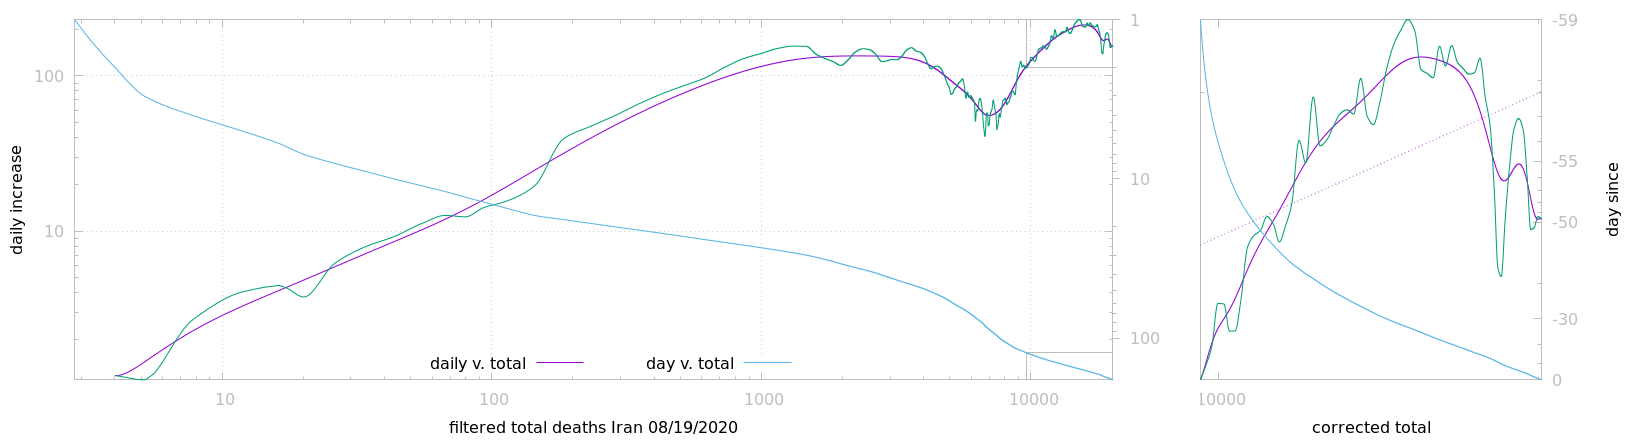 daily increase
100
10
daily v. total
day v. total
10
100
1000
10000
filtered total deaths Iran 08/19/2020
1
10
100
10000
corrected total
-59
-55
-50
-30
0
day since